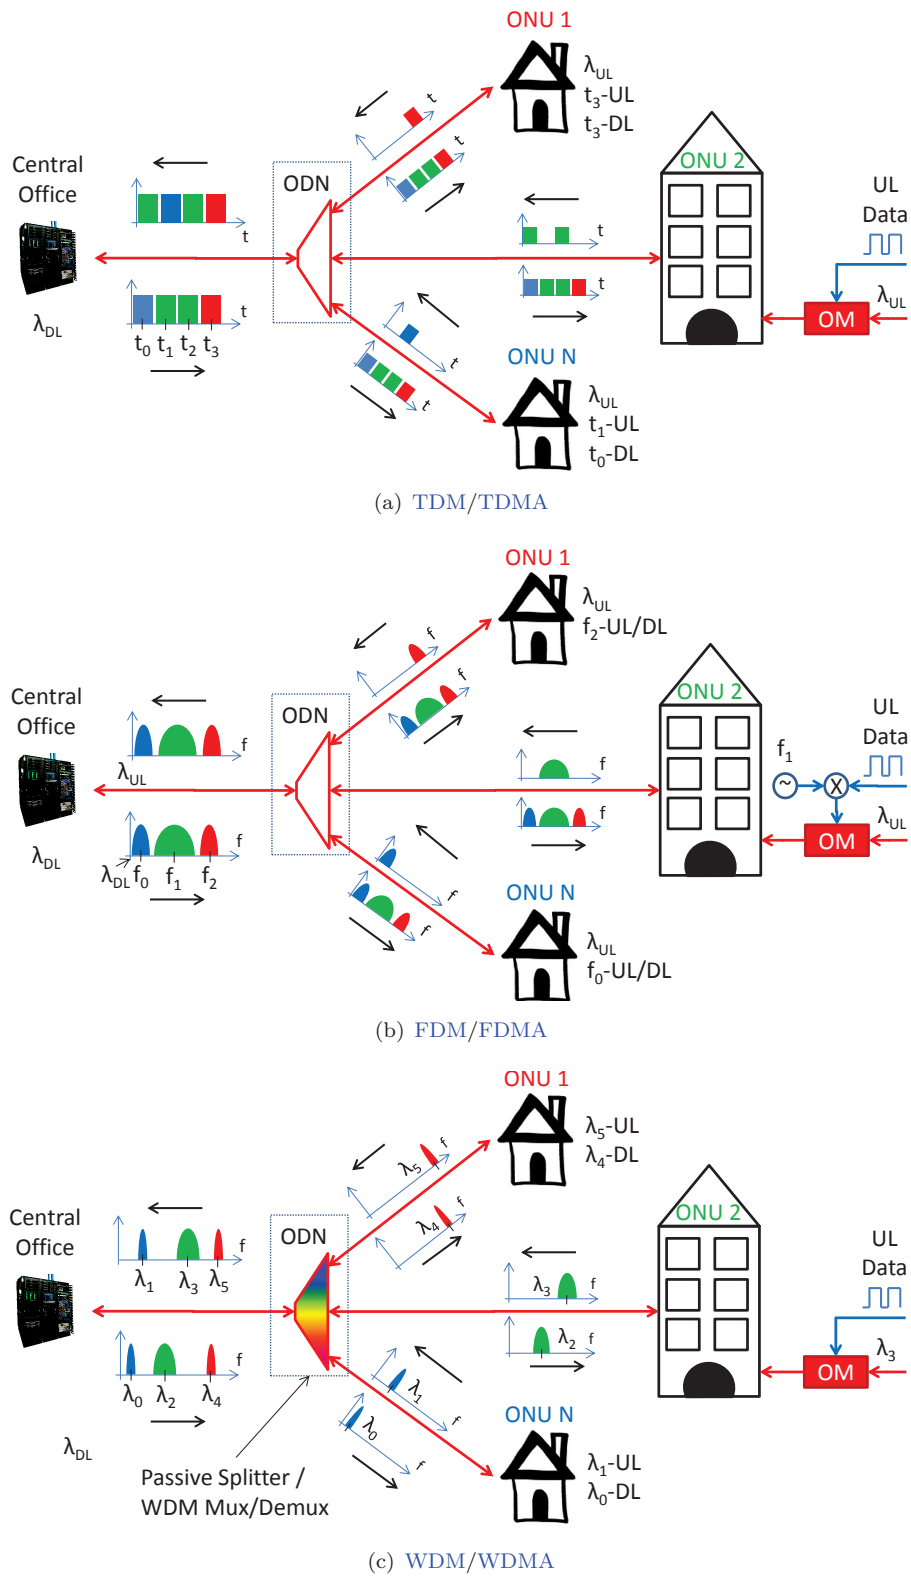 ONU 1
λUL
t3-UL
t3-DL
t
t
Central
Office
λDL
t
t
t0 t1 t2 t3
ODN
t
t
ONU 2
UL
Data
λUL
OM
t
t
ONU N
λUL
t1-UL
t0-DL
(a) TDM/TDMA
ONU 1
λUL
f2-UL/DL
f
f
Central
Office
λDL
f
λUL
f
λDL f0 f1 f2
ODN
f
f
ONU 2
f1
~
X
UL
Data
λUL
OM
f
f
ONU N
λUL
f0-UL/DL
(b) FDM/FDMA
ONU 1
λ5-UL
λ4-DL
λ5 f
λ4 f
Central
Office
λDL
f
λ1 λ3 λ5
f
λ0 λ2 λ4
ODN
λ3 f
λ2 f
ONU 2
UL
Data
λ3
OM
λ1 f
λ0 f
Passive Splitter /
WDM Mux/Demux
ONU N
λ1-UL
λ0-DL
(c) WDM/WDMA